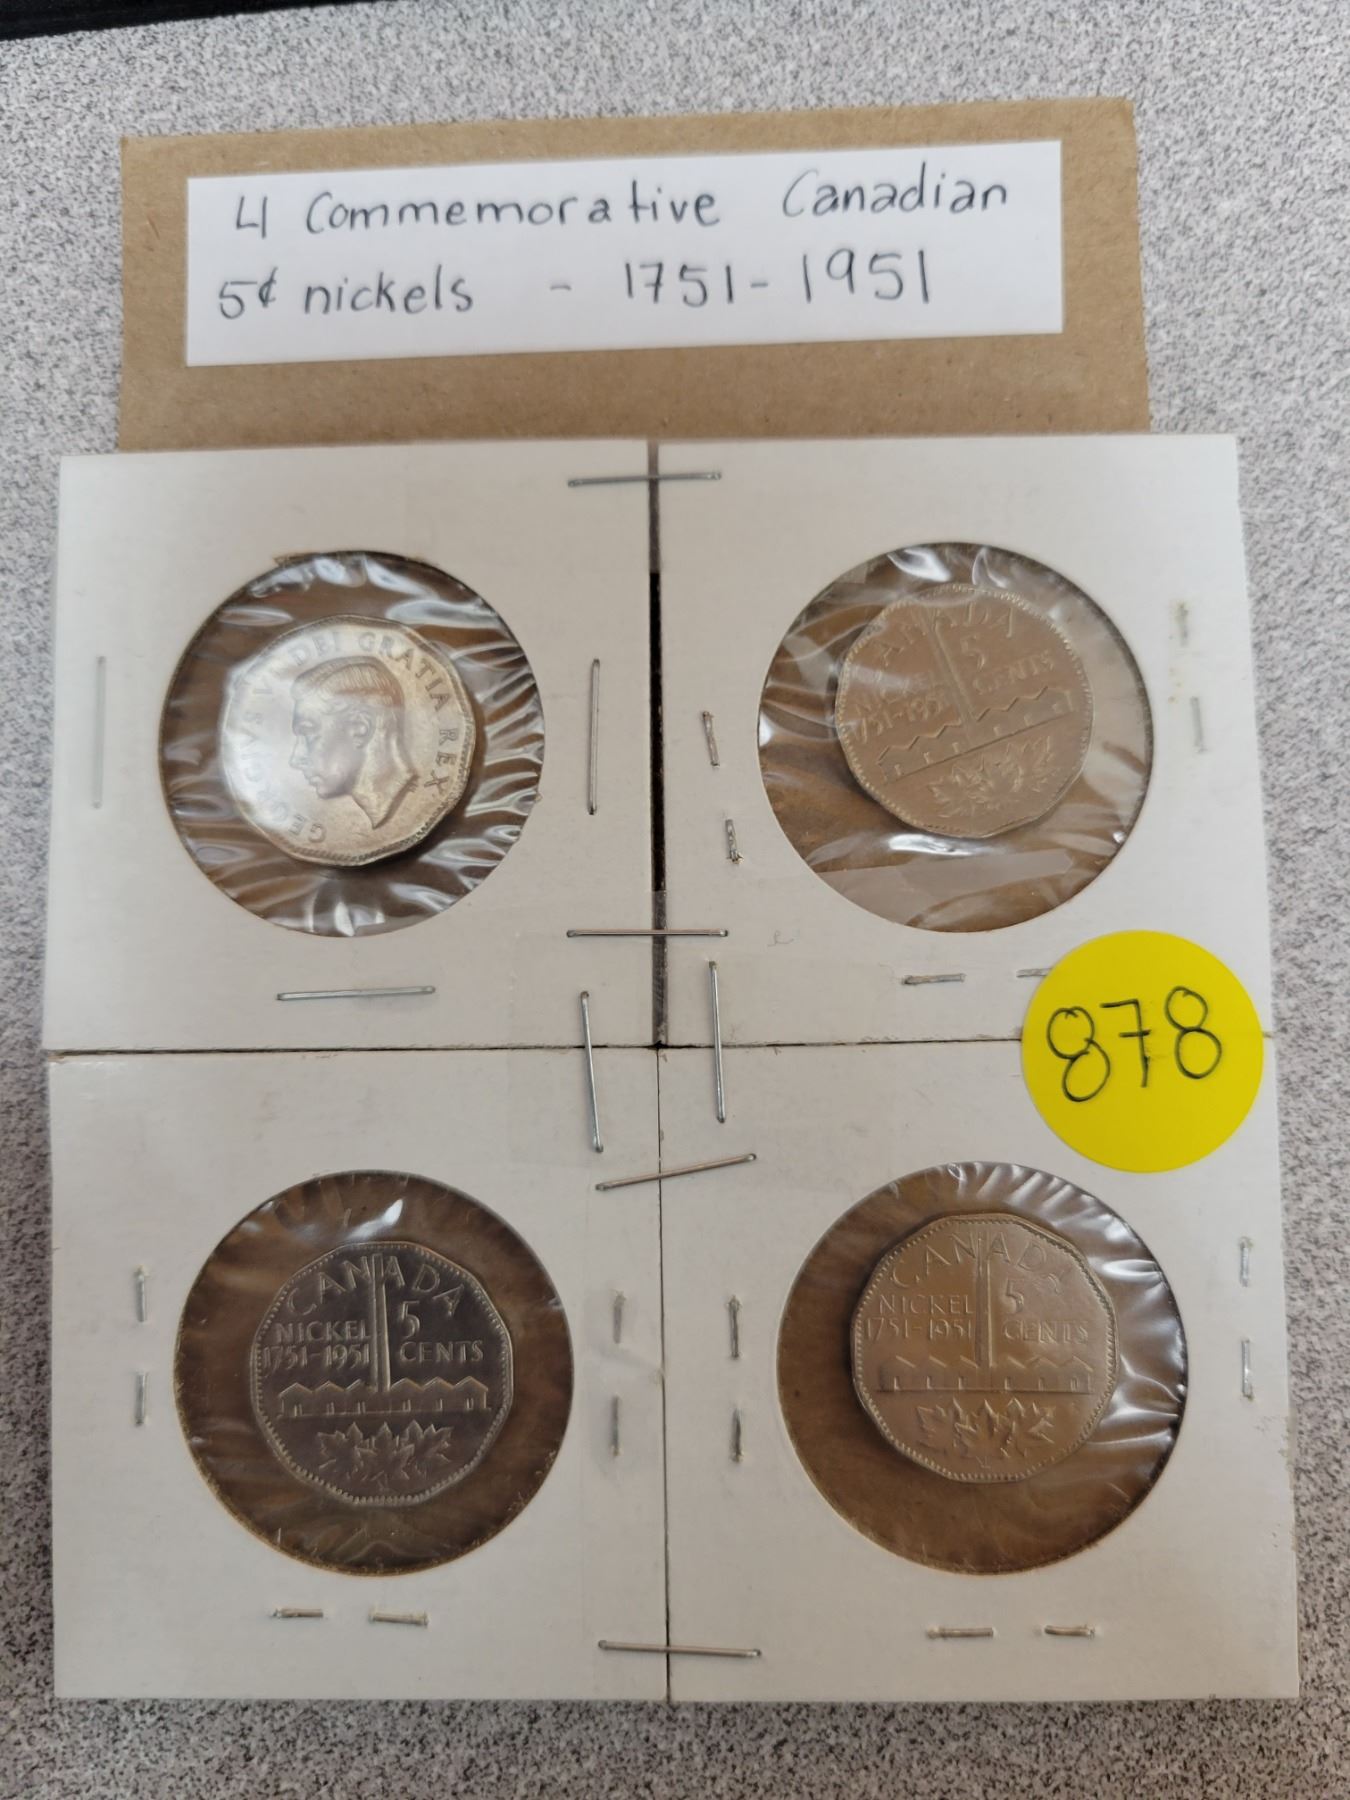 4 Commemorative Canadian
5¢ nickels - 1751-1951
GEORGIVS VI DEI GRATIA REX
CANADA
5
NICKEL CENTS
1751-1951
878
CANADA
5
NICKEL CENTS
1751-1951
CANADA
5
NICKEL CENTS
1751-1951